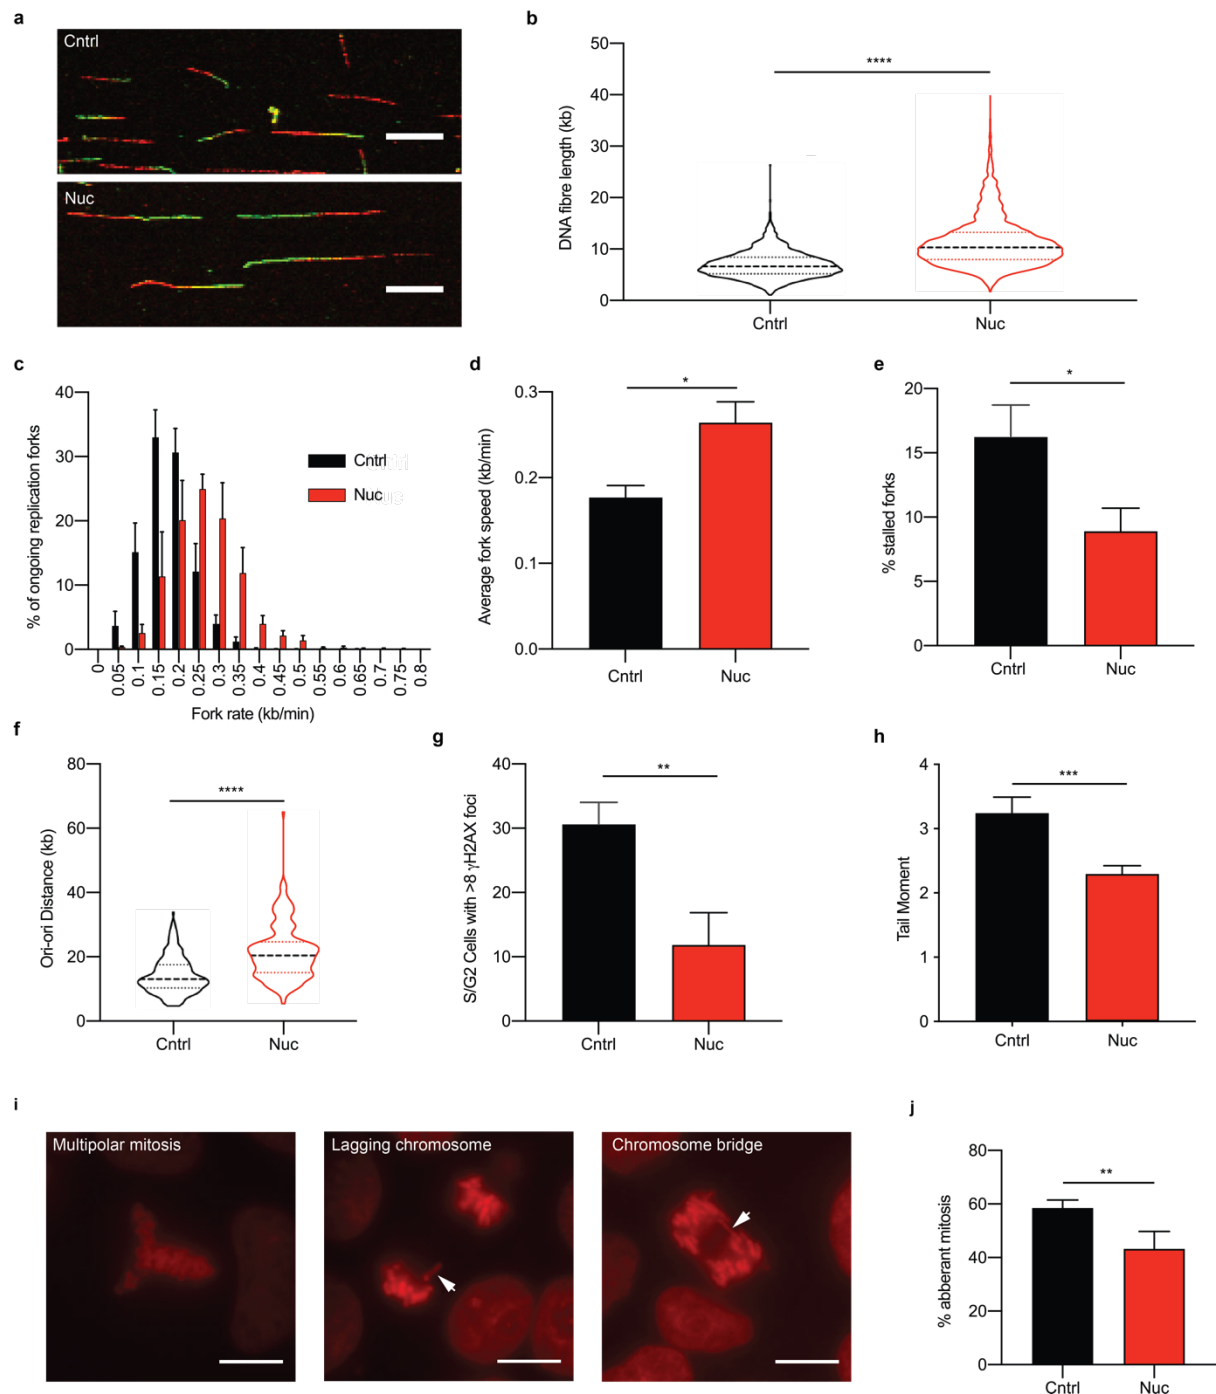 a
Cntrl
Nuc
b
DNA fibre length (kb)
50
40
30
20
10
0
****
Cntrl
Nuc
c
% of ongoing replication forks
40
30
20
10
0
Cntrl
Nuc
0
0.05
0.1
0.15
0.2
0.25
0.3
0.35
0.4
0.45
0.5
0.55
0.6
0.65
0.7
0.75
0.8
Fork rate (kb/min)
d
Average fork speed (kb/min)
0.3
0.2
0.1
0.0
*
Cntrl
Nuc
e
% stalled forks
20
15
10
5
0
*
Cntrl
Nuc
f
Ori-ori Distance (kb)
80
60
40
20
0
****
Cntrl
Nuc
g
S/G2 Cells with >8 γH2AX foci
40
30
20
10
0
**
Cntrl
Nuc
h
Tail Moment
4
3
2
1
0
***
Cntrl
Nuc
i
Multipolar mitosis
Lagging chromosome
Chromosome bridge
j
% abberant mitosis
80
60
40
20
0
**
Cntrl
Nuc